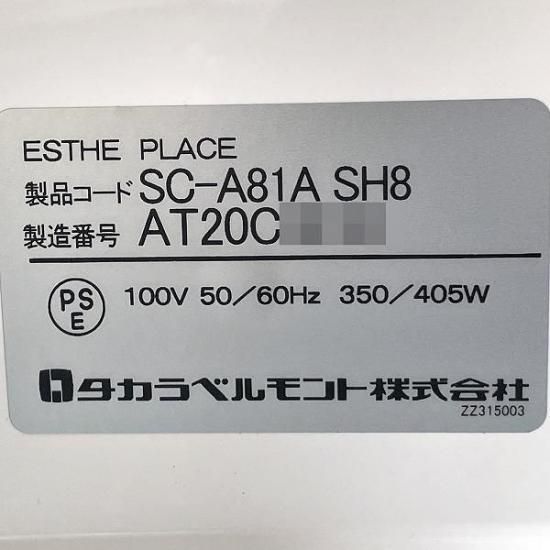 ESTHE PLACE
製品コード SC-A81A SH8
製造番号 AT20C
PSE
100V 50/60Hz 350/405W
タカラベルモント株式会社
ZZ315003